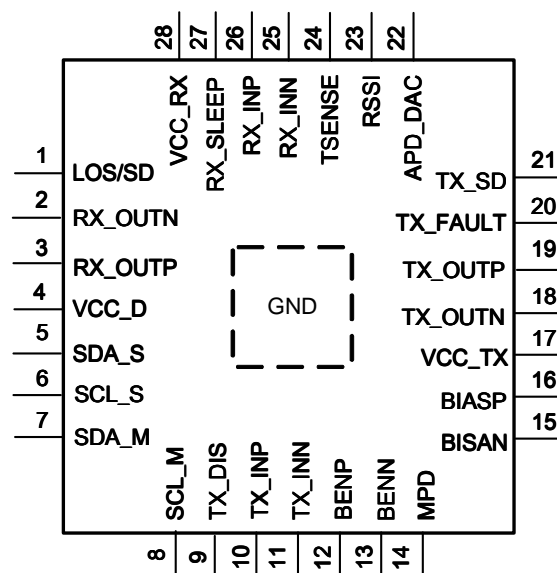 28 27 26 25 24 23 22
VCC_RX
RX_SLEEP
RX_INP
RX_INN
TSENSE
RSSI
APD_DAC
1 LOS/SD
2 RX_OUTN
3 RX_OUTP
4 VCC_D
5 SDA_S
6 SCL_S
7 SDA_M
GND
21 TX_SD
20 TX_FAULT
19 TX_OUTP
18 TX_OUTN
17 VCC_TX
16 BIASP
15 BISAN
SCL_M
TX_DIS
TX_INP
TX_INN
BENP
BENN
MPD
8 9 10 11 12 13 14